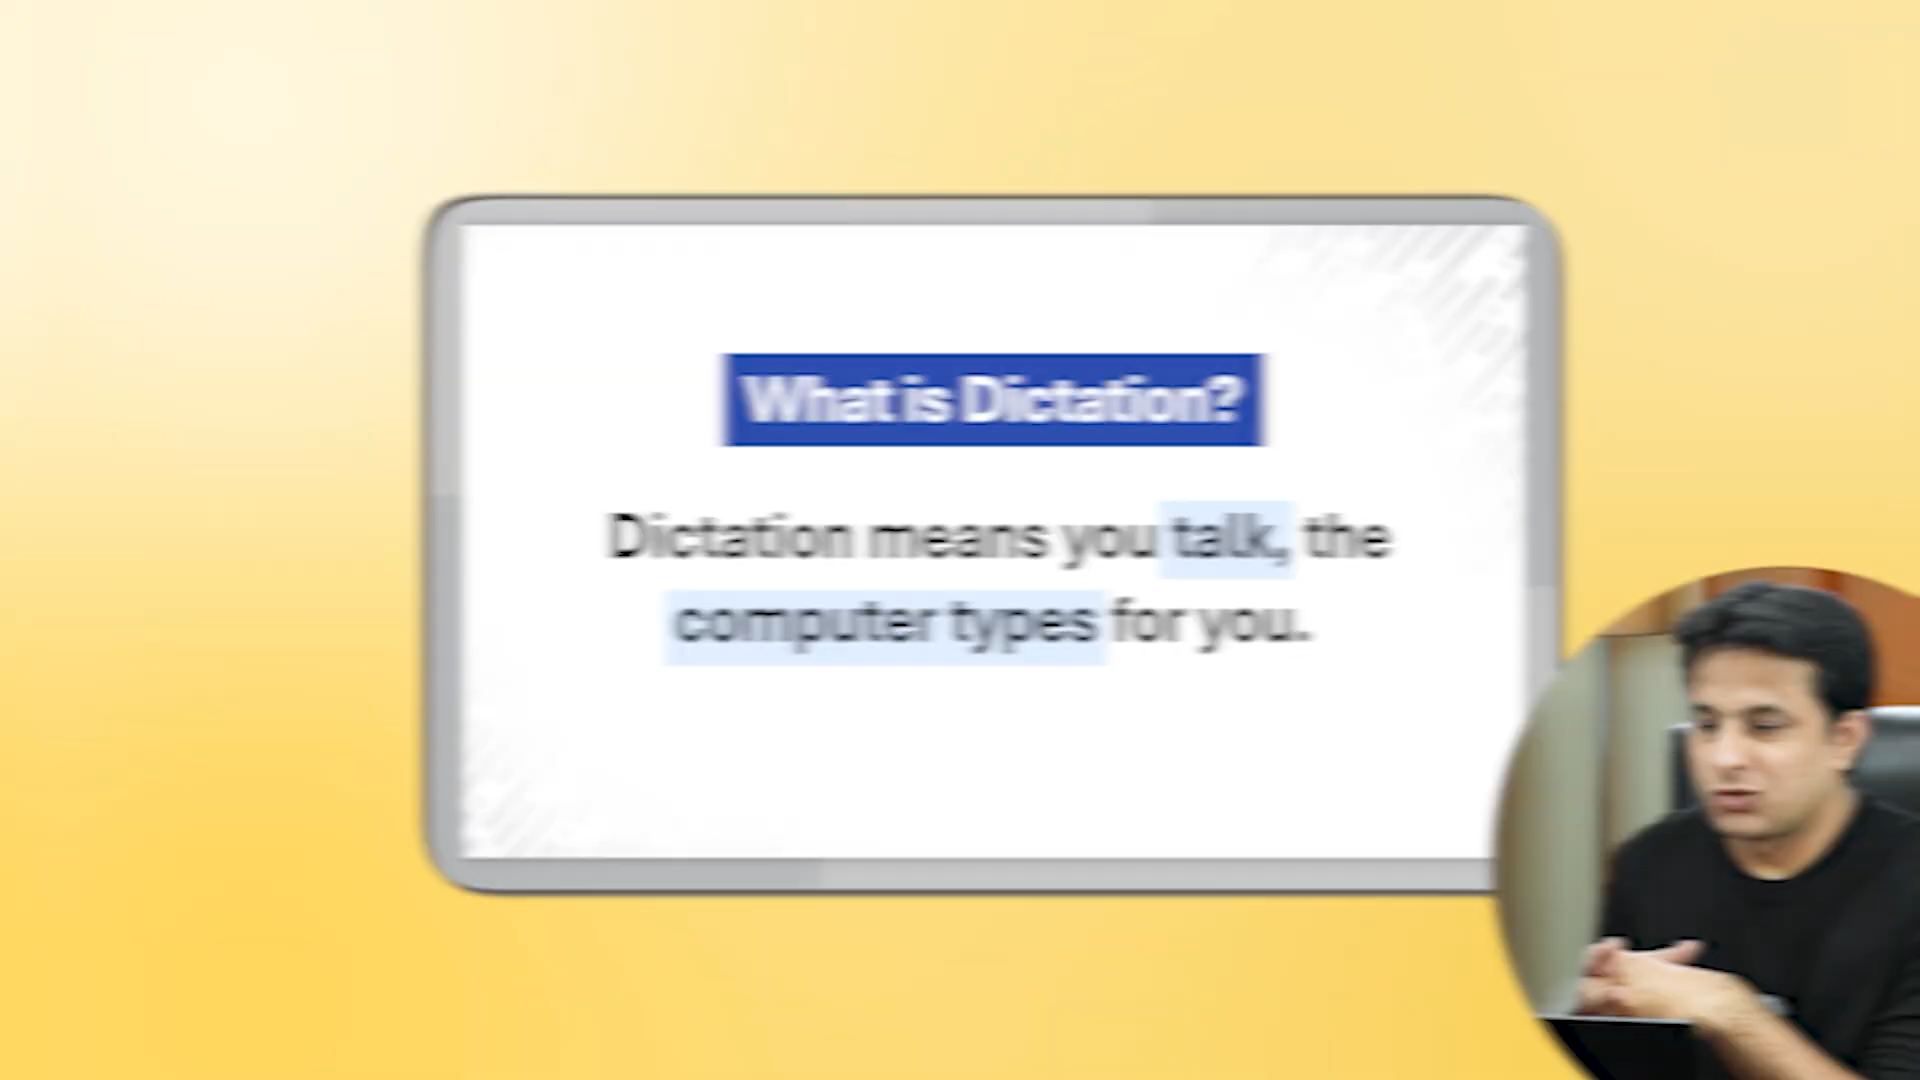 What is Dictation?
Dictation means you talk, the
computer types for you.